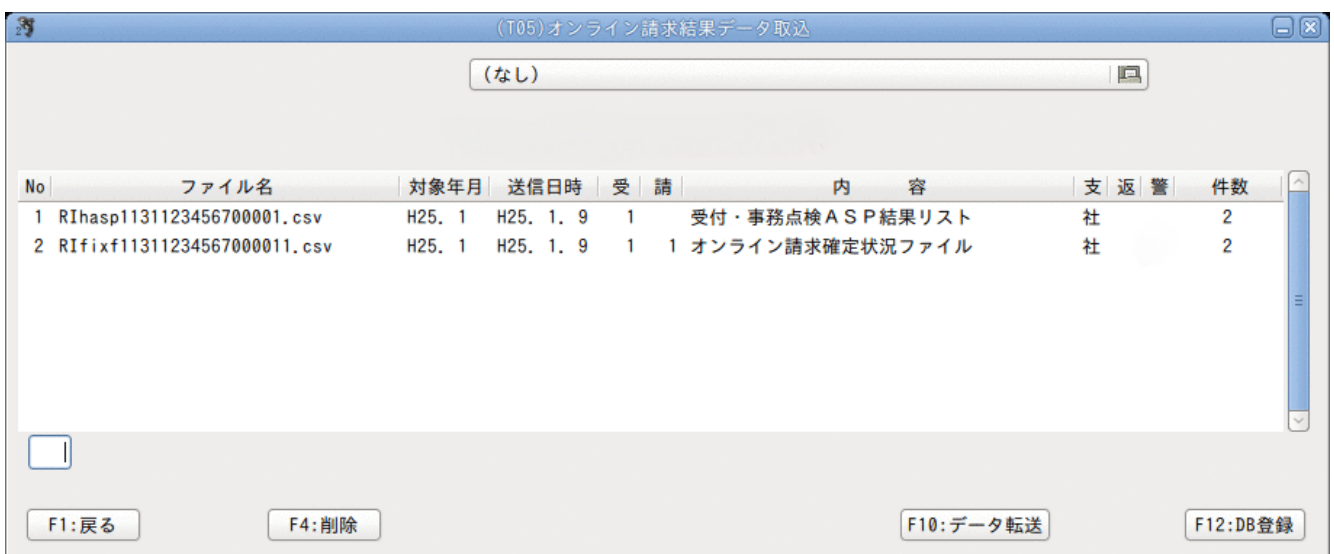 (T05)オンライン請求結果データ取込
(なし)
No ファイル名 対象年月 送信日時 受 請 内 容 支 返 警 件数
1 RIhasp1131123456700001.csv H25. 1 H25. 1. 9 1 受付・事務点検ＡＳＰ結果リスト 社 2
2 RIfixf11311234567000011.csv H25. 1 H25. 1. 9 1 1 オンライン請求確定状況ファイル 社 2
F1:戻る F4:削除 F10:データ転送 F12:DB登録